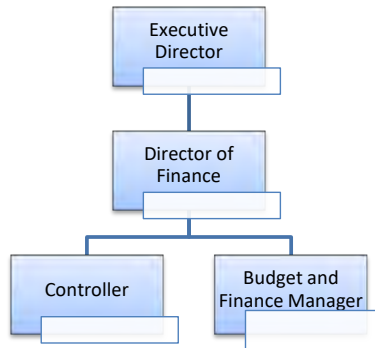 Executive
Director
Director of
Finance
Controller
Budget and
Finance Manager